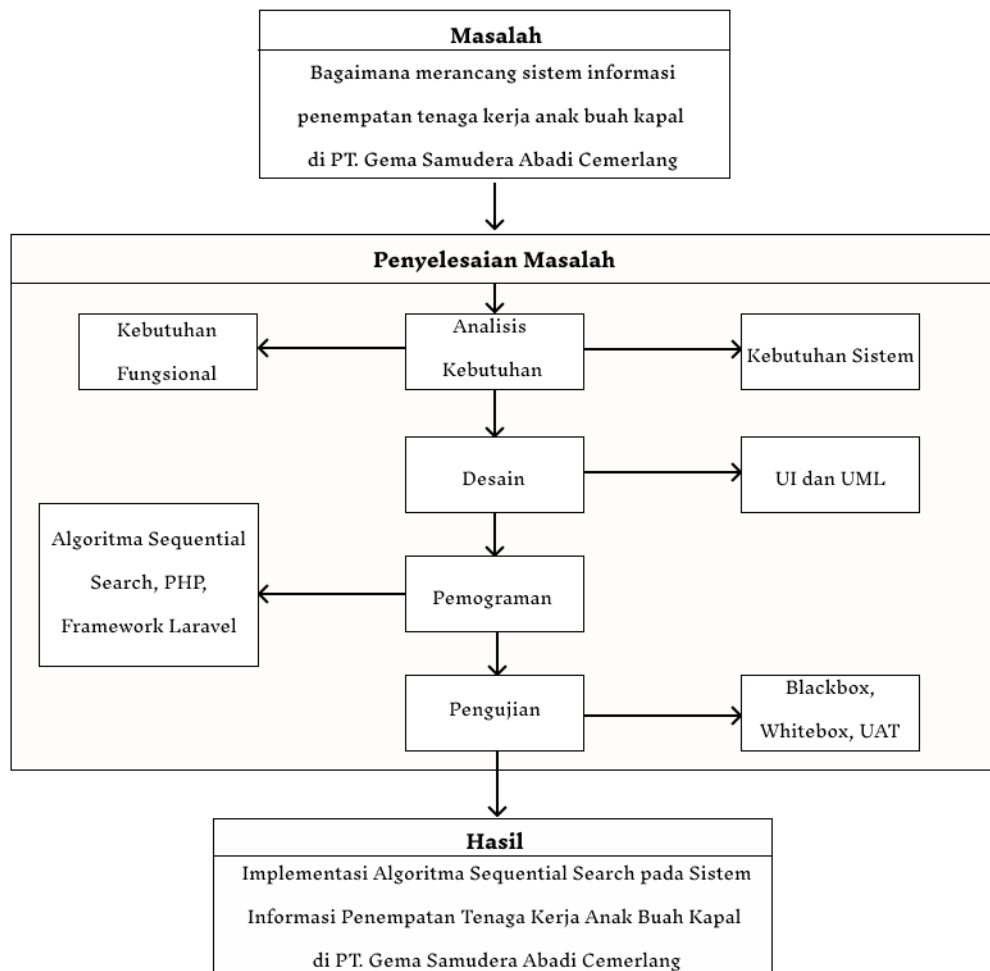 Masalah
Bagaimana merancang sistem informasi
penempatan tenaga kerja anak buah kapal
di PT. Gema Samudera Abadi Cemerlang
Penyelesaian Masalah
Kebutuhan
Fungsional
Analisis
Kebutuhan
Kebutuhan Sistem
Desain
UI dan UML
Algoritma Sequential
Search, PHP,
Framework Laravel
Pemograman
Pengujian
Blackbox,
Whitebox, UAT
Hasil
Implementasi Algoritma Sequential Search pada Sistem
Informasi Penempatan Tenaga Kerja Anak Buah Kapal
di PT. Gema Samudera Abadi Cemerlang